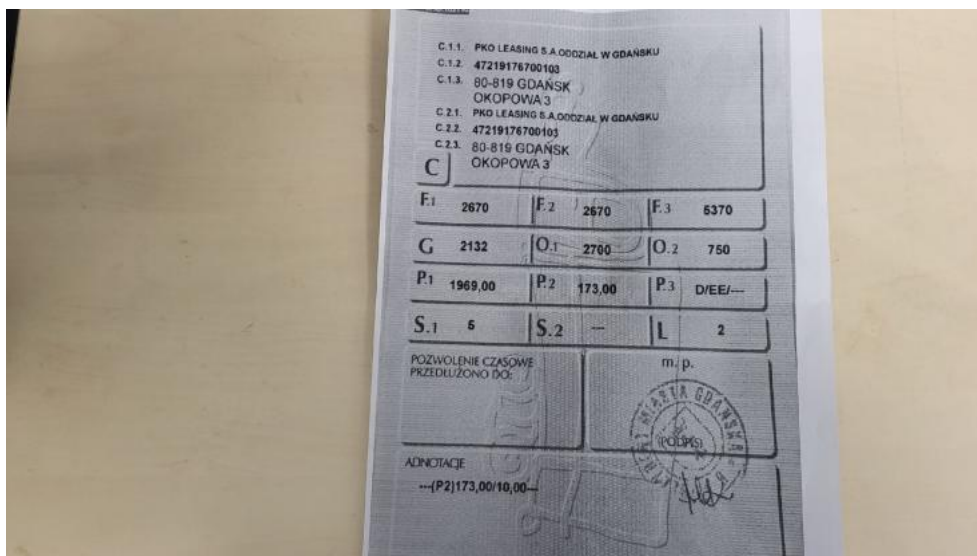 C.1.1. PKO LEASING S.A.ODDZIAŁ W GDAŃSKU
C.1.2. 47219176700103
C.1.3. 80-819 GDAŃSK
OKOPOWA 3
C.2.1. PKO LEASING S.A.ODDZIAŁ W GDAŃSKU
C.2.2. 47219176700103
C.2.3. 80-819 GDAŃSK
OKOPOWA 3
C
F.1 2670 F.2 2670 F.3 5370
G 2132 O.1 2700 O.2 750
P.1 1969,00 P.2 173,00 P.3 D/EE/---
S.1 5 S.2 --- L 2
POZWOLENIE CZASOWE
PRZEDŁUŻONO DO:
m. p.
MIASTA GDAŃSKA
(PODPIS)
ADNOTACJE
---(P2)173,00/10,00---